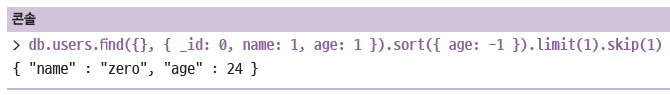 콘솔
> db.users.find({}, { _id: 0, name: 1, age: 1 }).sort({ age: -1 }).limit(1).skip(1)
{ "name" : "zero", "age" : 24 }